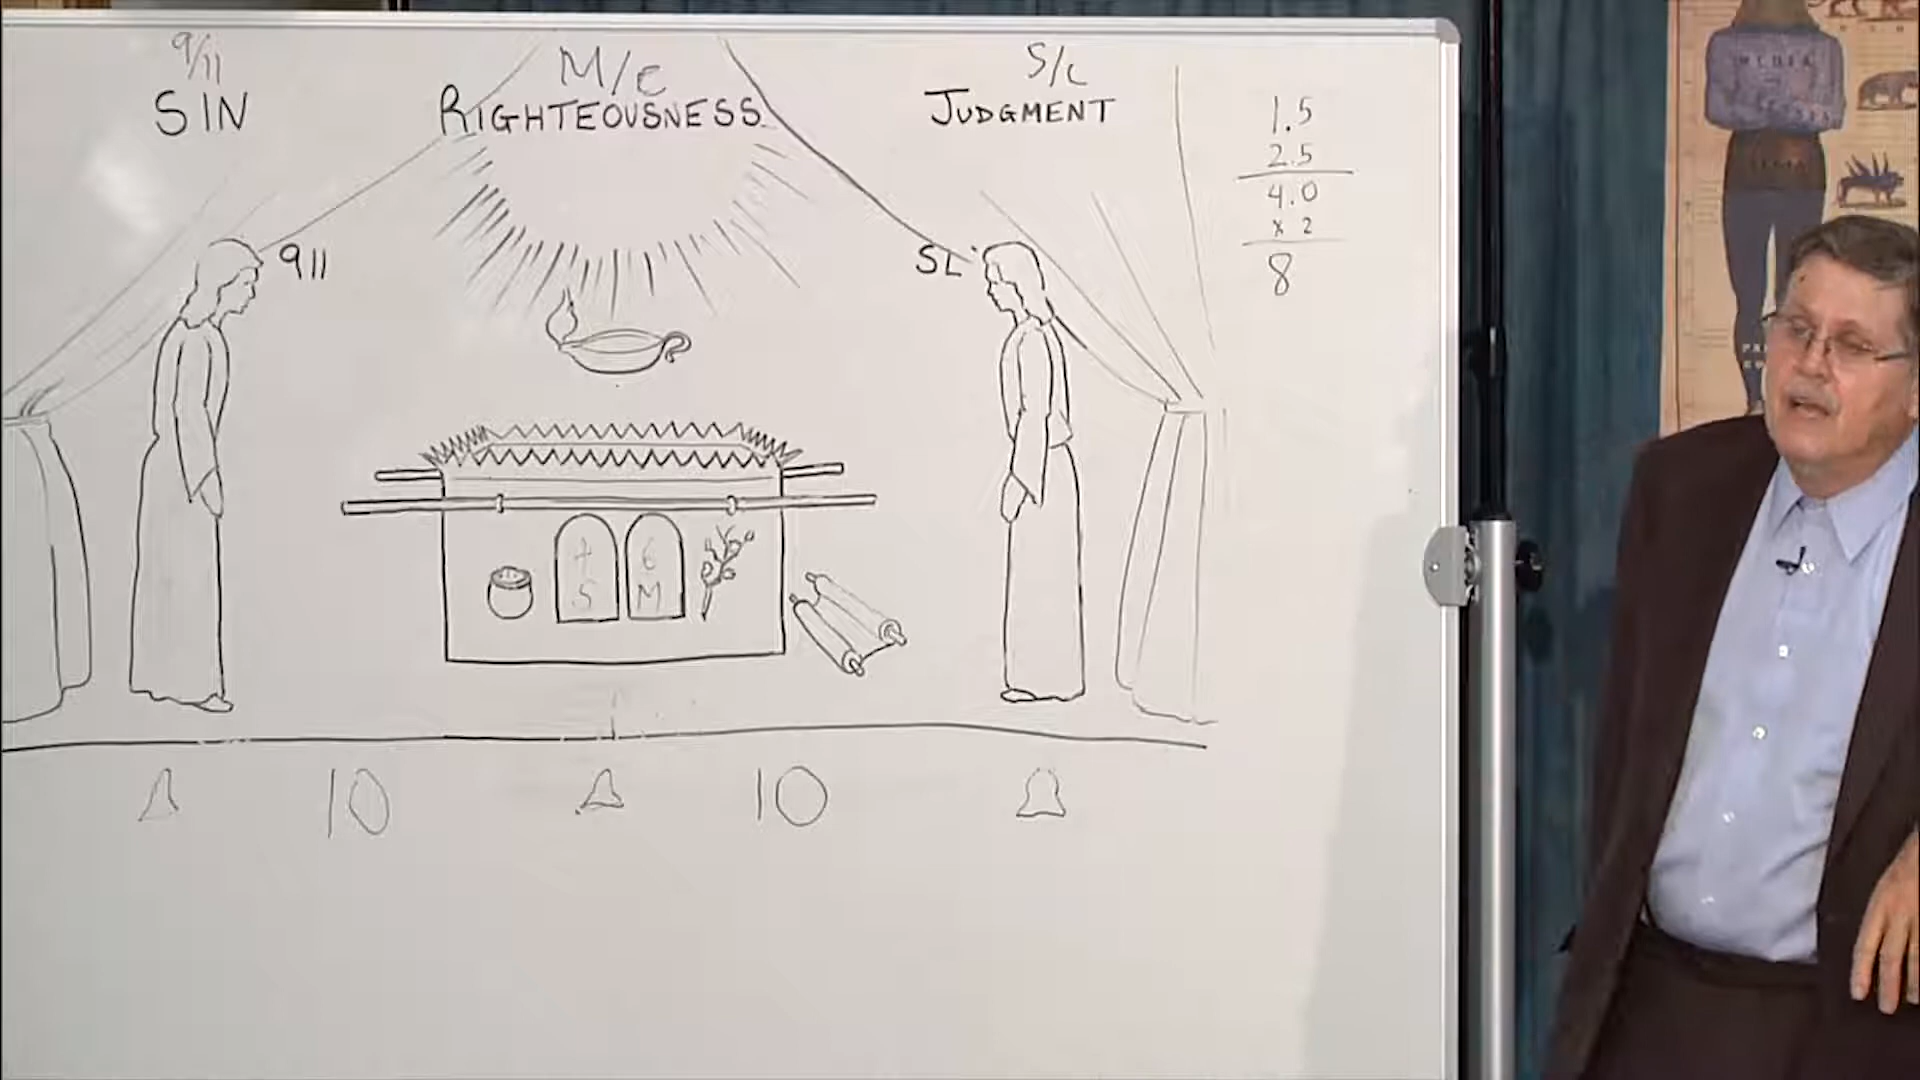 9/11
SIN
M/C
RIGHTEOUSNESS
S/L
JUDGMENT
1.5
2.5
4.0
x 2
8
911
SL
4
S
6
M
10
10
MEDIA